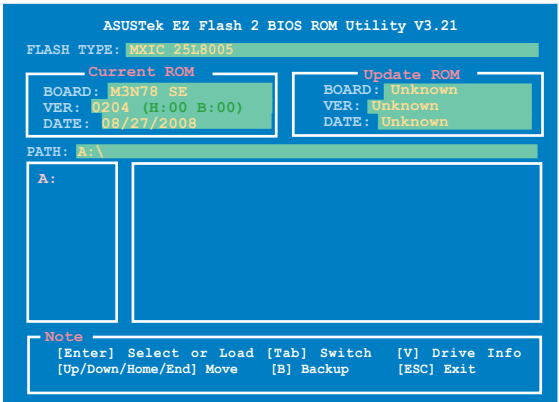 ASUSTek EZ Flash 2 BIOS ROM Utility V3.21
FLASH TYPE: MXIC 25L8005
Current ROM
BOARD: M3N78 SE
VER: 0204 (H:00 B:00)
DATE: 08/27/2008
Update ROM
BOARD: Unknown
VER: Unknown
DATE: Unknown
PATH: A:\
A:
Note
[Enter] Select or Load [Tab] Switch [V] Drive Info
[Up/Down/Home/End] Move [B] Backup [ESC] Exit